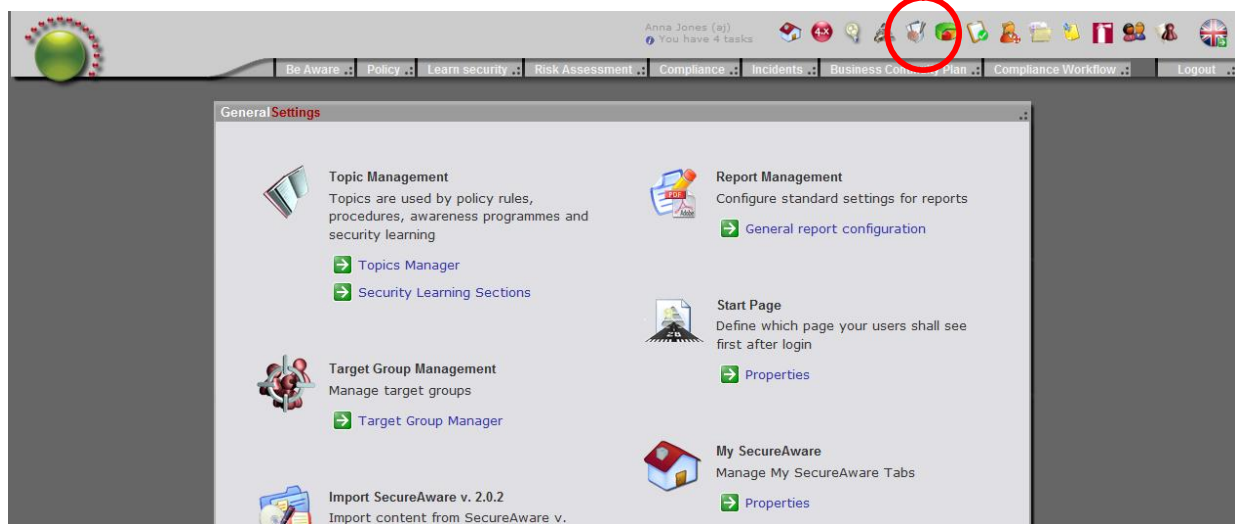 Anna Jones (aj)
You have 4 tasks
4.x
Be Aware .:
Policy .:
Learn security .:
Risk Assessment .:
Compliance .:
Incidents .:
Business Continuity Plan .:
Compliance Workflow .:
Logout .:
GeneralSettings
Topic Management
Topics are used by policy rules,
procedures, awareness programmes and
security learning
Topics Manager
Security Learning Sections
Target Group Management
Manage target groups
Target Group Manager
Import SecureAware v. 2.0.2
Import content from SecureAware v.
Report Management
PDF
Adobe
Configure standard settings for reports
General report configuration
Start Page
Define which page your users shall see
first after login
Properties
My SecureAware
Manage My SecureAware Tabs
Properties